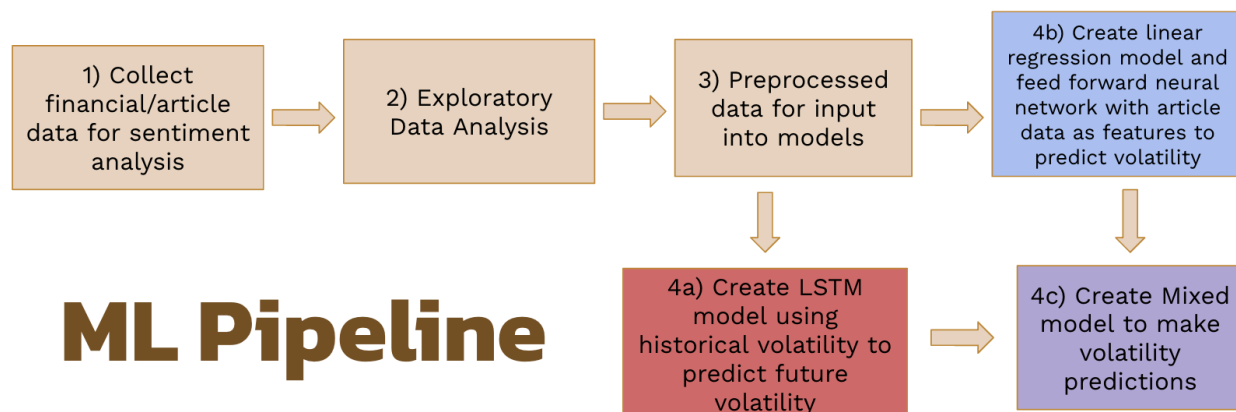 1) Collect
financial/article
data for sentiment
analysis
2) Exploratory
Data Analysis
3) Preprocessed
data for input
into models
4b) Create linear
regression model and
feed forward neural
network with article
data as features to
predict volatility
ML Pipeline
4a) Create LSTM
model using
historical volatility to
predict future
volatility
4c) Create Mixed
model to make
volatility
predictions